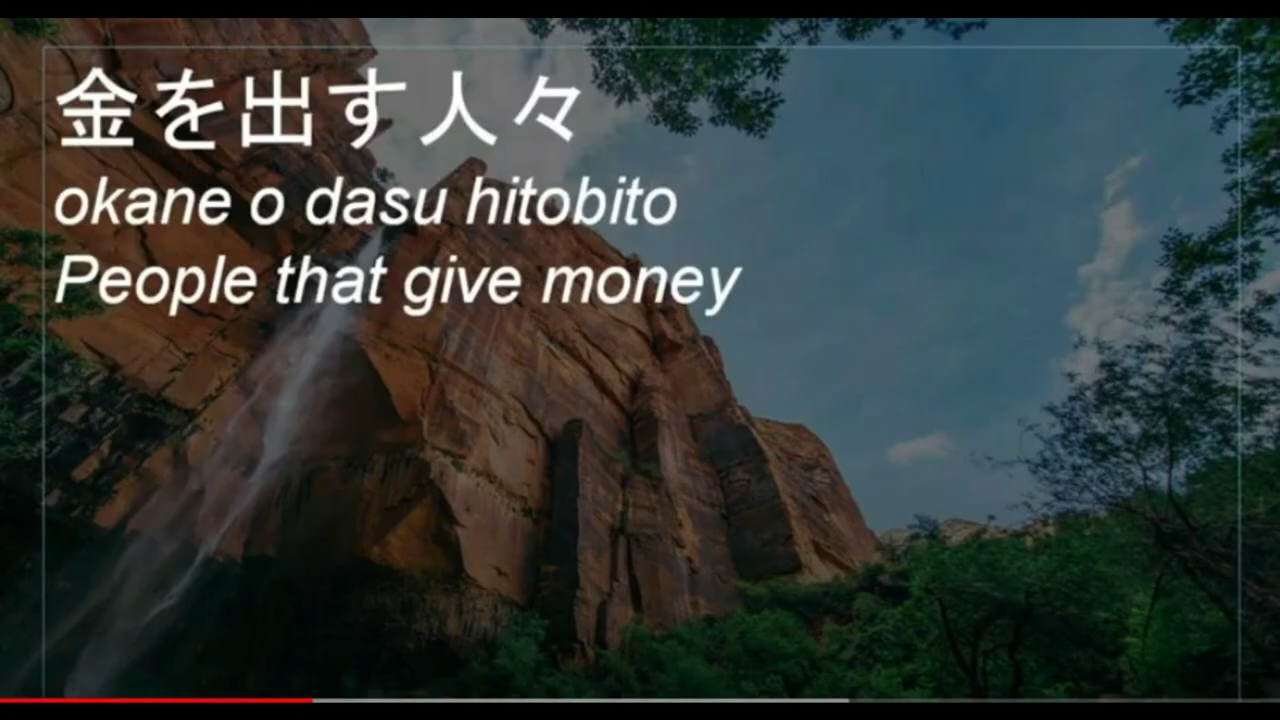 金を出す人々
okane o dasu hitobito
People that give money